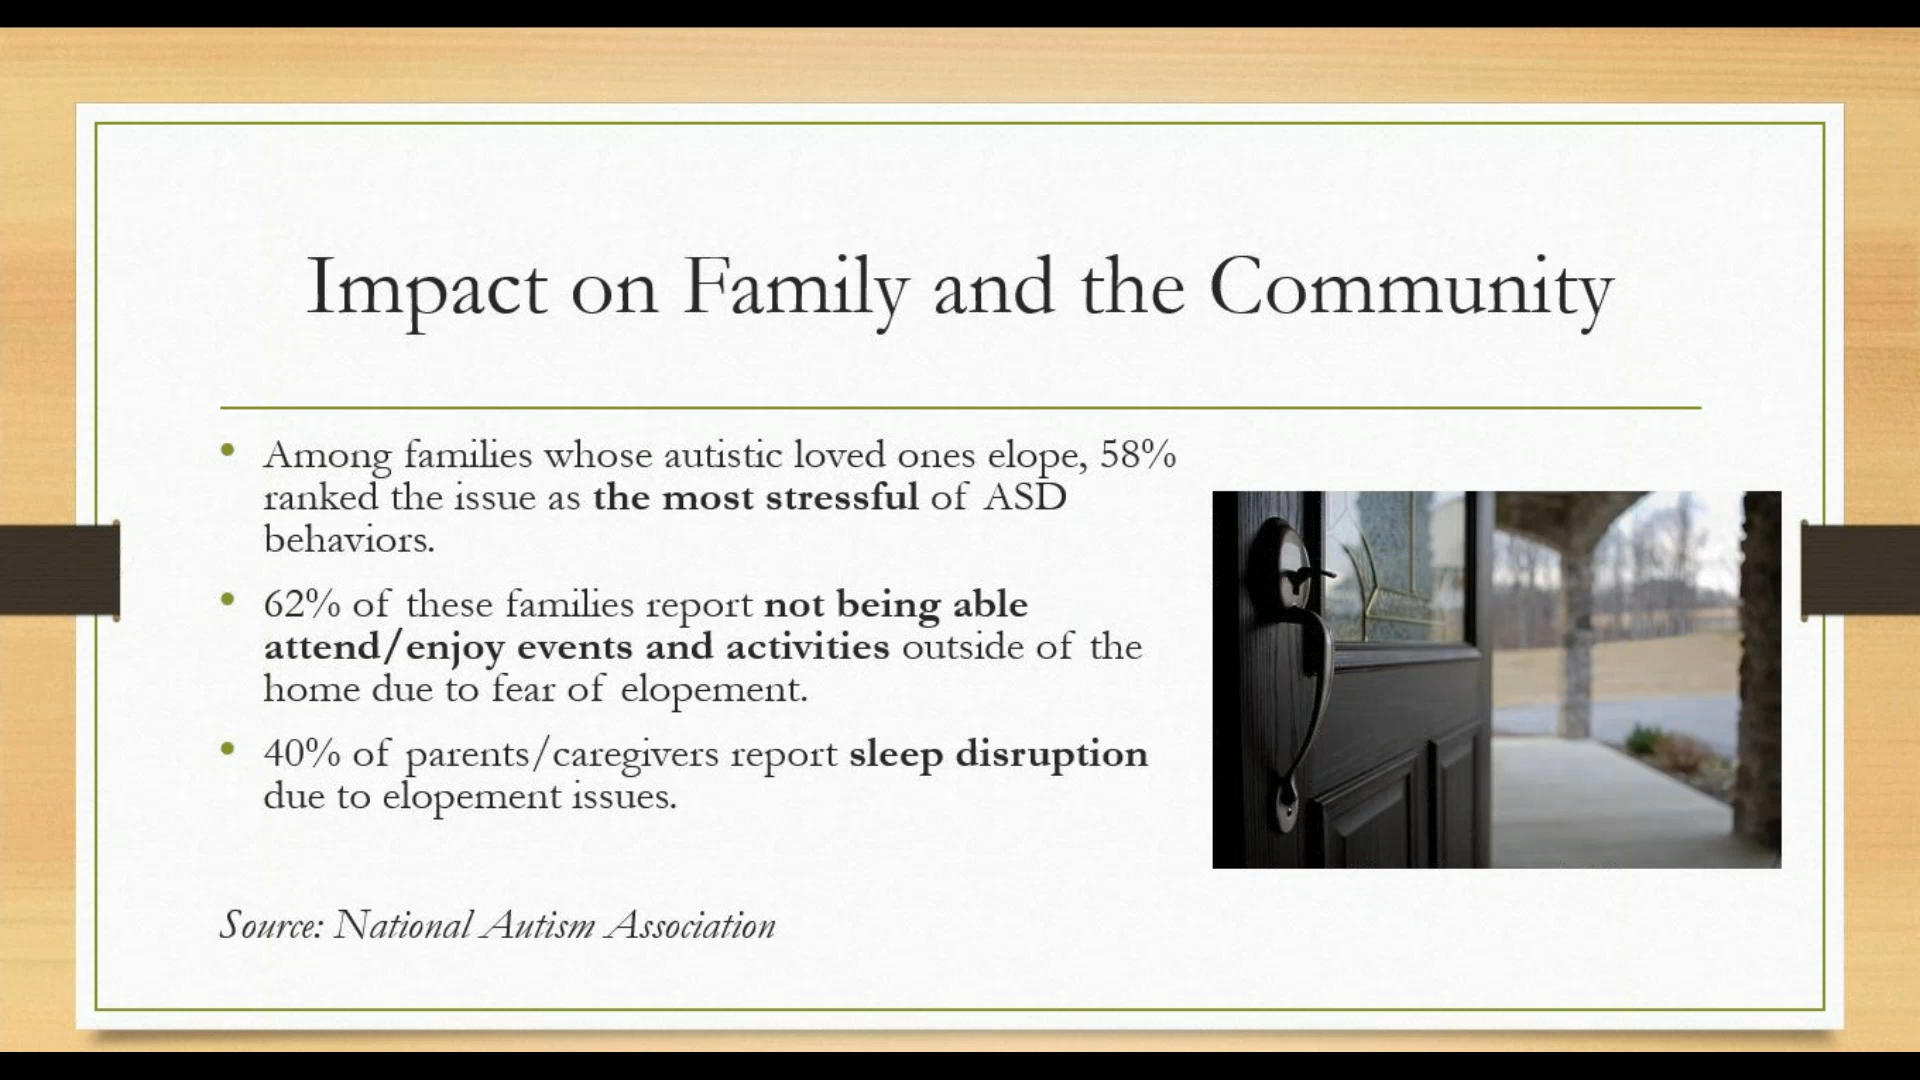 Impact on Family and the Community
• Among families whose autistic loved ones elope, 58%
ranked the issue as the most stressful of ASD
behaviors.
• 62% of these families report not being able
attend/enjoy events and activities outside of the
home due to fear of elopement.
• 40% of parents/caregivers report sleep disruption
due to elopement issues.
Source: National Autism Association